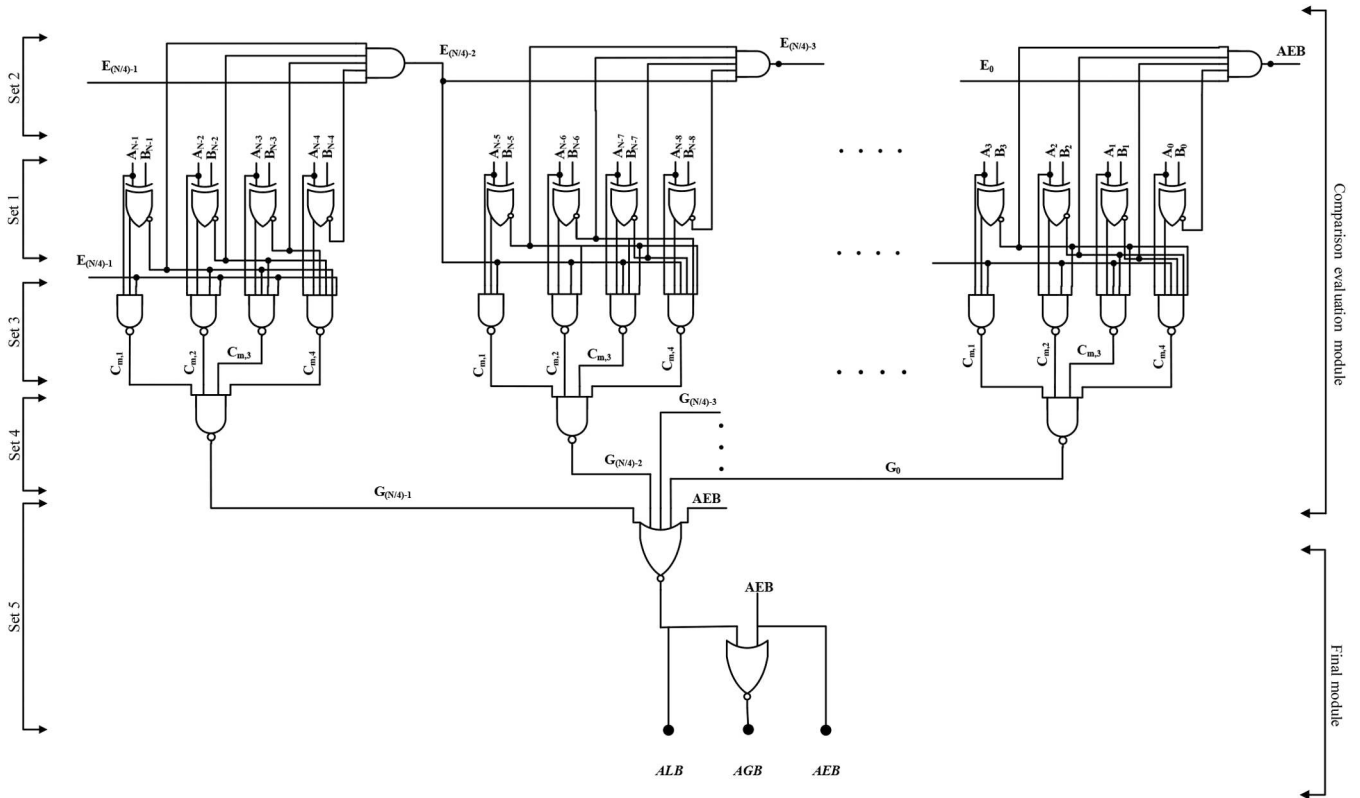 E(N/4)-1
E(N/4)-2
E(N/4)-3
E0
AEB
Set 2
AN-1
BN-1
AN-2
BN-2
AN-3
BN-3
AN-4
BN-4
AN-5
BN-5
AN-6
BN-6
AN-7
BN-7
AN-8
BN-8
A3
B3
A2
B2
A1
B1
A0
B0
Set 1
E(N/4)-1
Set 3
Cm,1
Cm,2
Cm,3
Cm,4
Cm,1
Cm,2
Cm,3
Cm,4
Cm,1
Cm,2
Cm,3
Cm,4
Comparison evaluation module
Set 4
G(N/4)-3
G(N/4)-2
G0
G(N/4)-1
AEB
Set 5
AEB
Final module
ALB
AGB
AEB